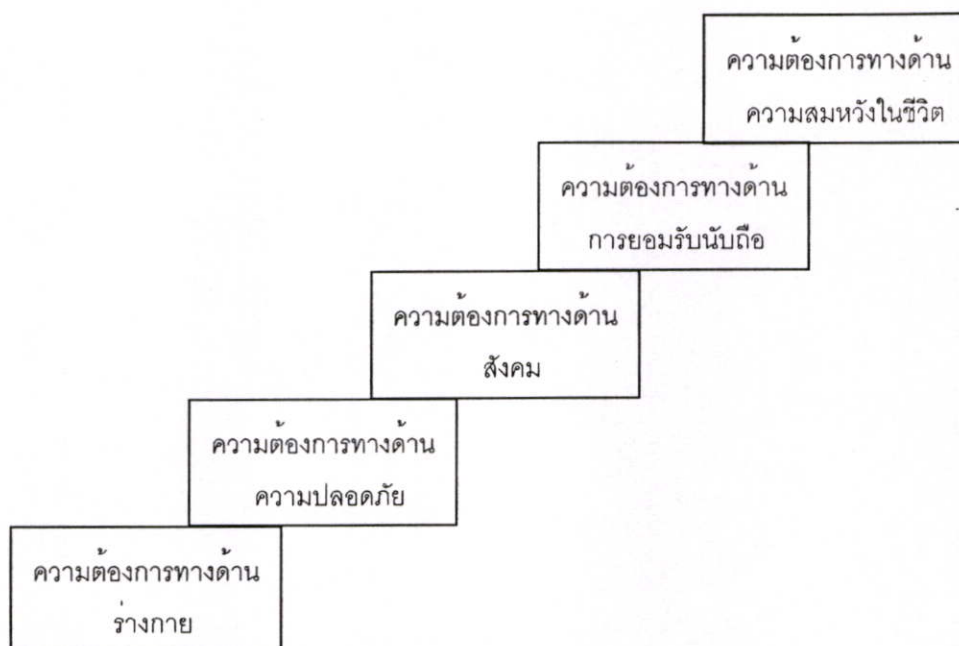 ความต้องการทางด้าน
ความสมหวังในชีวิต
ความต้องการทางด้าน
การยอมรับนับถือ
ความต้องการทางด้าน
สังคม
ความต้องการทางด้าน
ความปลอดภัย
ความต้องการทางด้าน
ร่างกาย